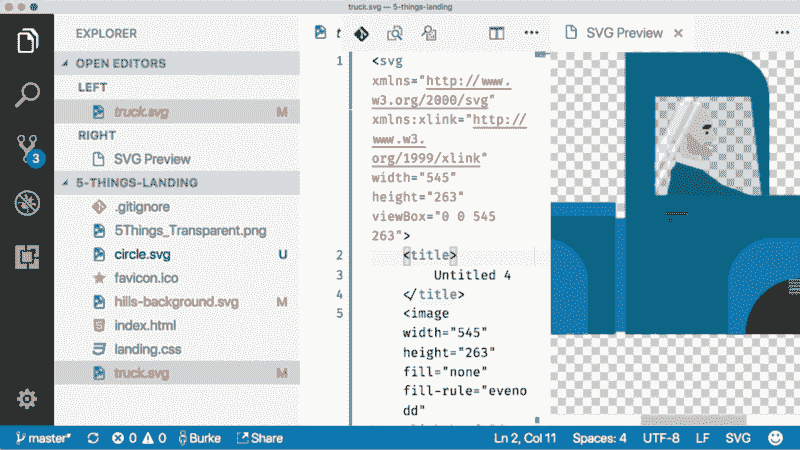 truck.svg — 5-things-landing
EXPLORER
OPEN EDITORS
LEFT
truck.svg M
RIGHT
SVG Preview
5-THINGS-LANDING
.gitignore
5Things_Transparent.png
circle.svg U
favicon.ico
hills-background.svg M
index.html
landing.css
truck.svg M
3
t
1 <svg
xmlns="http://www.
w3.org/2000/svg"
xmlns:xlink="http://
www.w3.
org/1999/xlink"
width="545"
height="263"
viewBox="0 0 545
263">
2 <title>
3 Untitled 4
4 </title>
5 <image
width="545"
height="263"
fill="none"
fill-rule="eveno
dd"
SVG Preview ×
master* 0 0 Burke Share Ln 2, Col 11 Spaces: 4 UTF-8 LF SVG